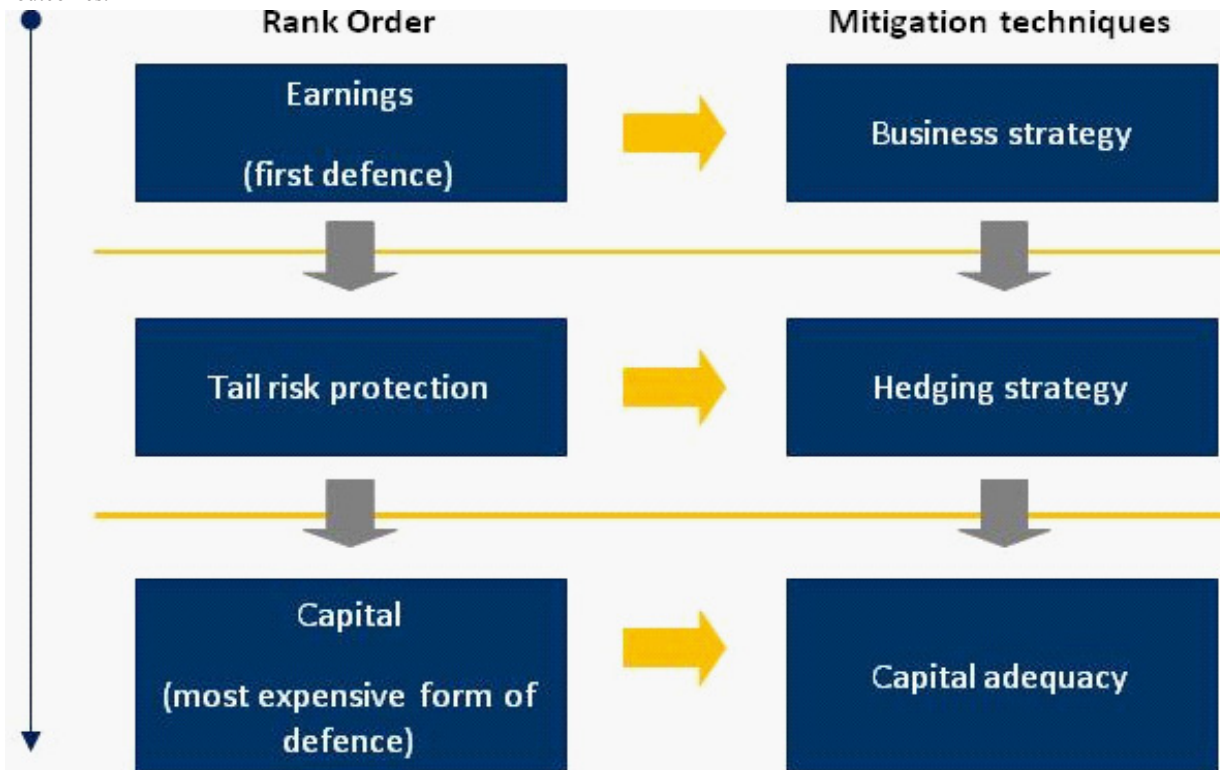 Rank Order
Mitigation techniques
Earnings
(first defence)
Business strategy
Tail risk protection
Hedging strategy
Capital
(most expensive form of
defence)
Capital adequacy